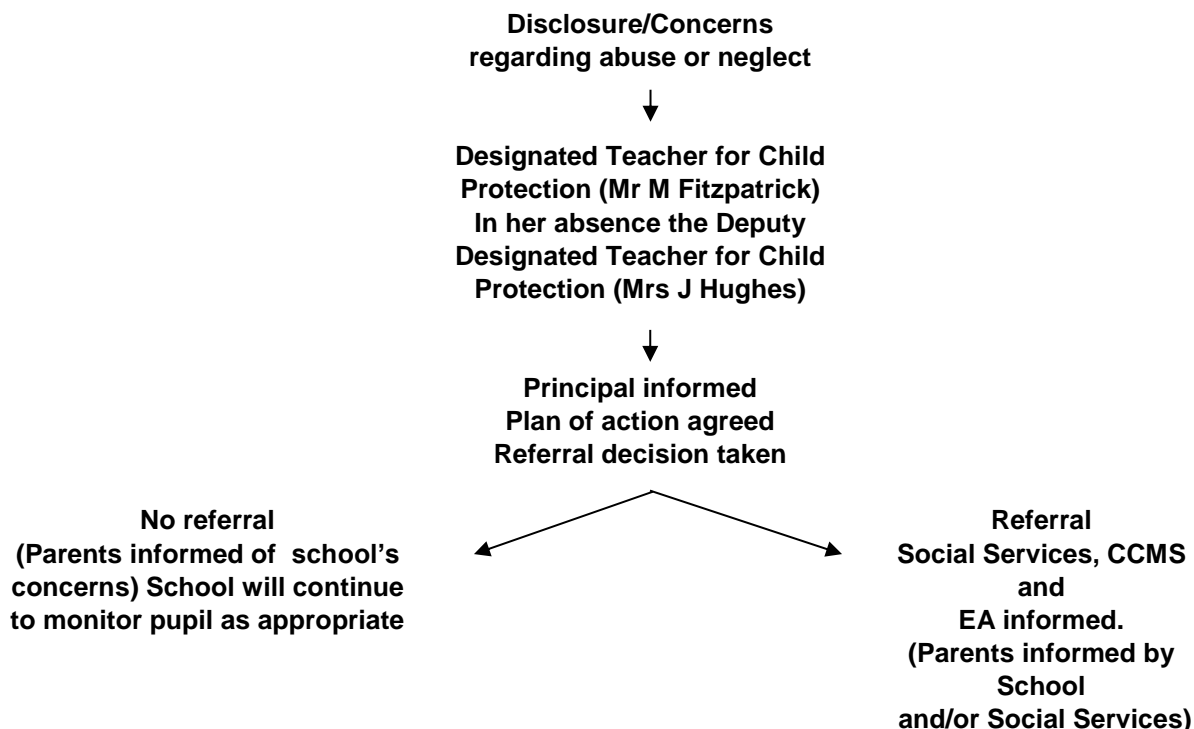 Disclosure/Concerns
regarding abuse or neglect
Designated Teacher for Child
Protection (Mr M Fitzpatrick)
In her absence the Deputy
Designated Teacher for Child
Protection (Mrs J Hughes)
Principal informed
Plan of action agreed
Referral decision taken
No referral
(Parents informed of school’s
concerns) School will continue
to monitor pupil as appropriate
Referral
Social Services, CCMS
and
EA informed.
(Parents informed by
School
and/or Social Services)